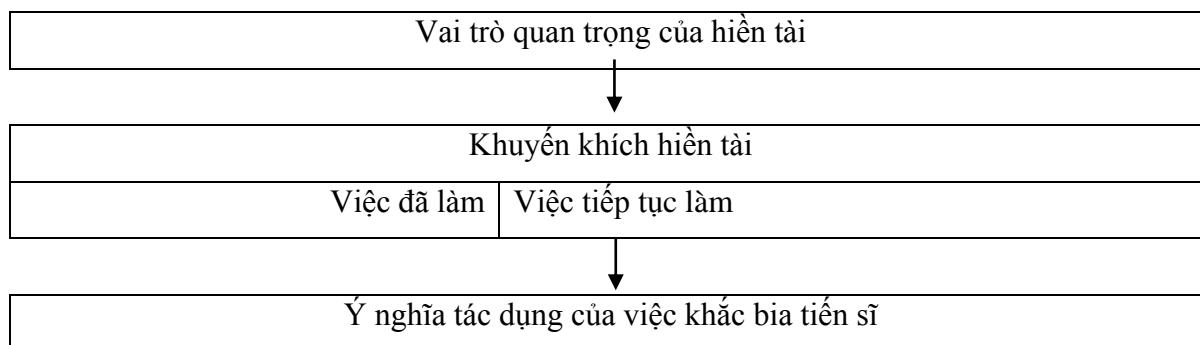 Vai trò quan trọng của hiền tài
Khuyến khích hiền tài
Việc đã làm Việc tiếp tục làm
Ý nghĩa tác dụng của việc khắc bia tiến sĩ